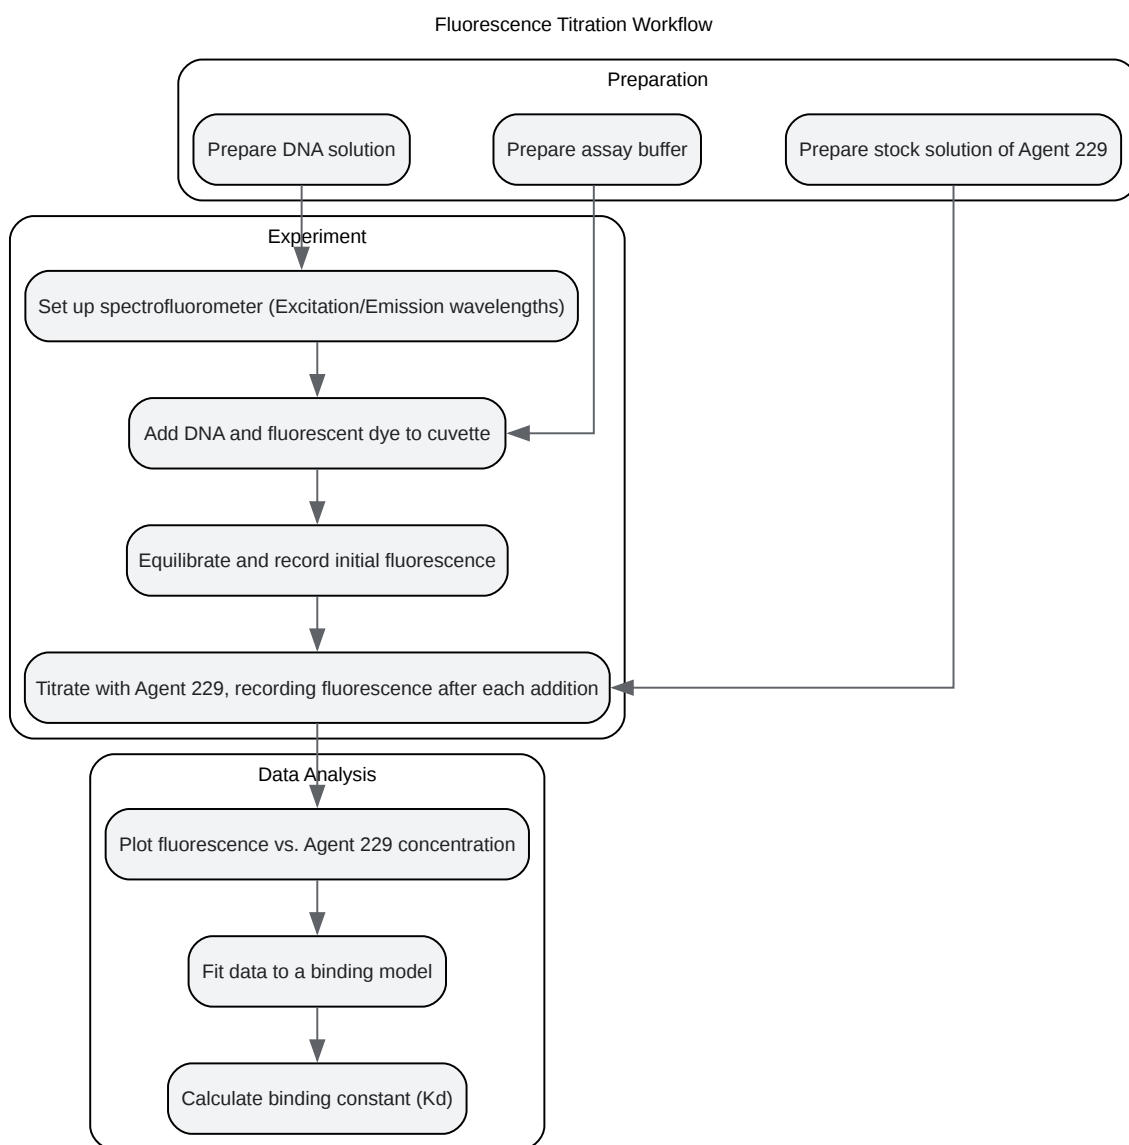 Fluorescence Titration Workflow
Preparation
Prepare DNA solution
Prepare assay buffer
Prepare stock solution of Agent 229
Experiment
Set up spectrofluorometer (Excitation/Emission wavelengths)
Add DNA and fluorescent dye to cuvette
Equilibrate and record initial fluorescence
Titrate with Agent 229, recording fluorescence after each addition
Data Analysis
Plot fluorescence vs. Agent 229 concentration
Fit data to a binding model
Calculate binding constant (Kd)